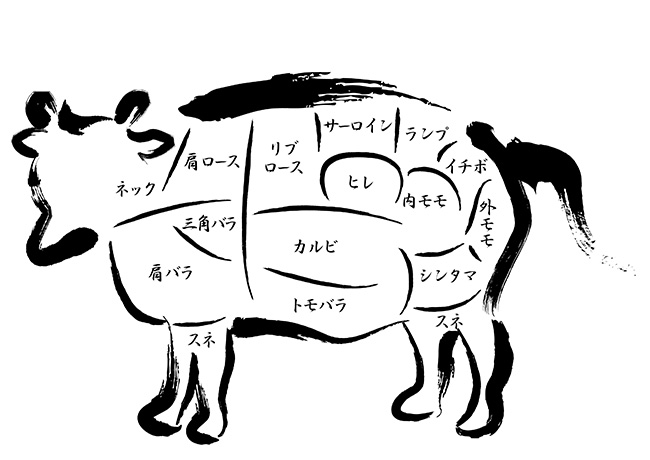 サーロイン
ランプ
リブ
ロース
肩ロース
イチボ
ネック
ヒレ
内モモ
外モモ
三角バラ
カルビ
肩バラ
シンタマ
トモバラ
スネ
スネ